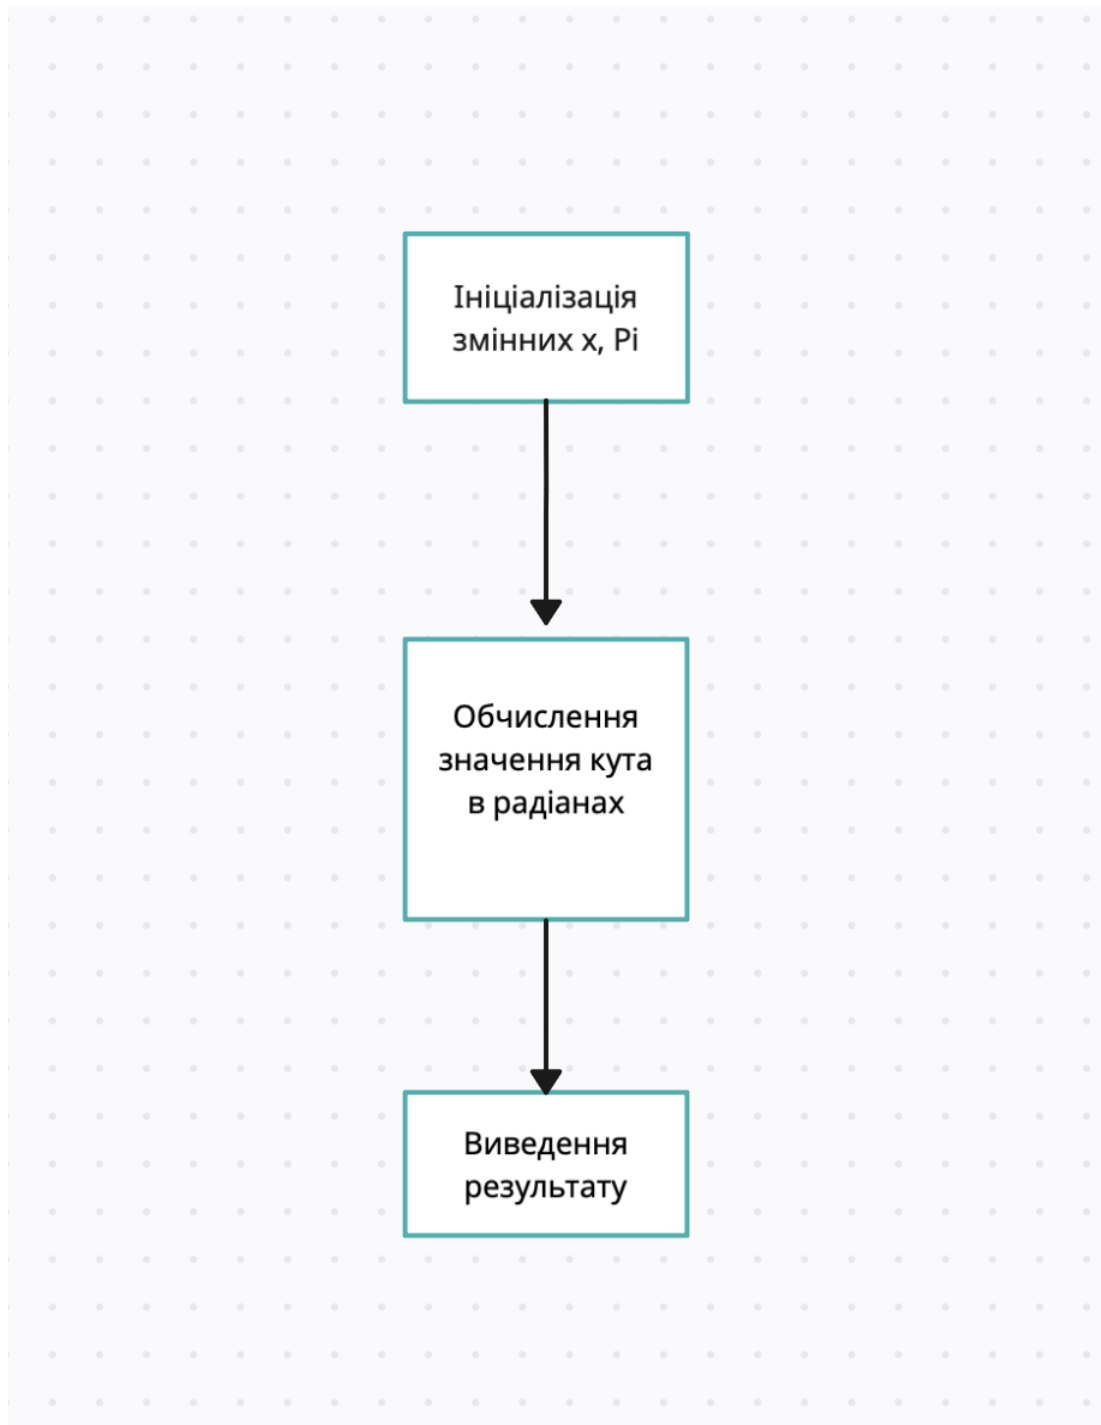 Ініціалізація
змінних x, Pi
Обчислення
значення кута
в радіанах
Виведення
результату